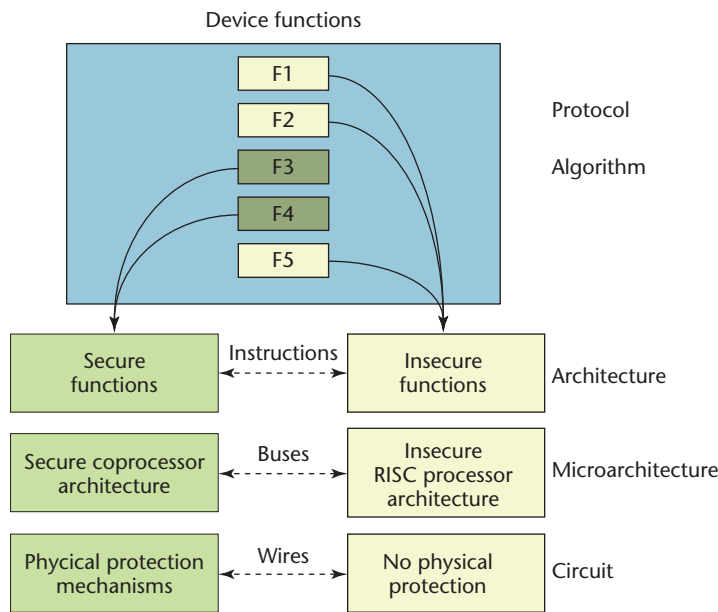 Device functions
F1
F2
Protocol
F3
Algorithm
F4
F5
Secure
functions
Instructions
Insecure
functions
Architecture
Secure coprocessor
architecture
Buses
Insecure
RISC processor
architecture
Microarchitecture
Phycical protection
mechanisms
Wires
No physical
protection
Circuit